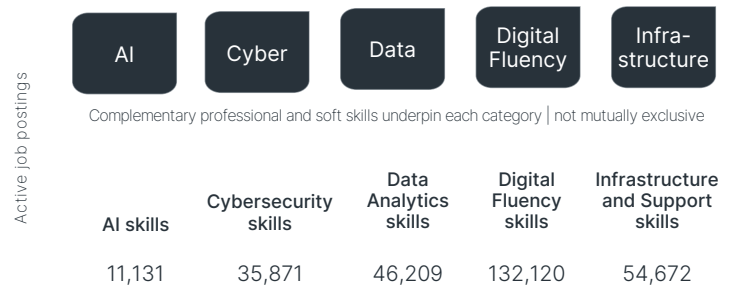 AI
Cyber
Data
Digital
Fluency
Infra-
structure
Complementary professional and soft skills underpin each category | not mutually exclusive
Active job postings
AI skills
Cybersecurity
skills
Data
Analytics
skills
Digital
Fluency
skills
Infrastructure
and Support
skills
11,131
35,871
46,209
132,120
54,672